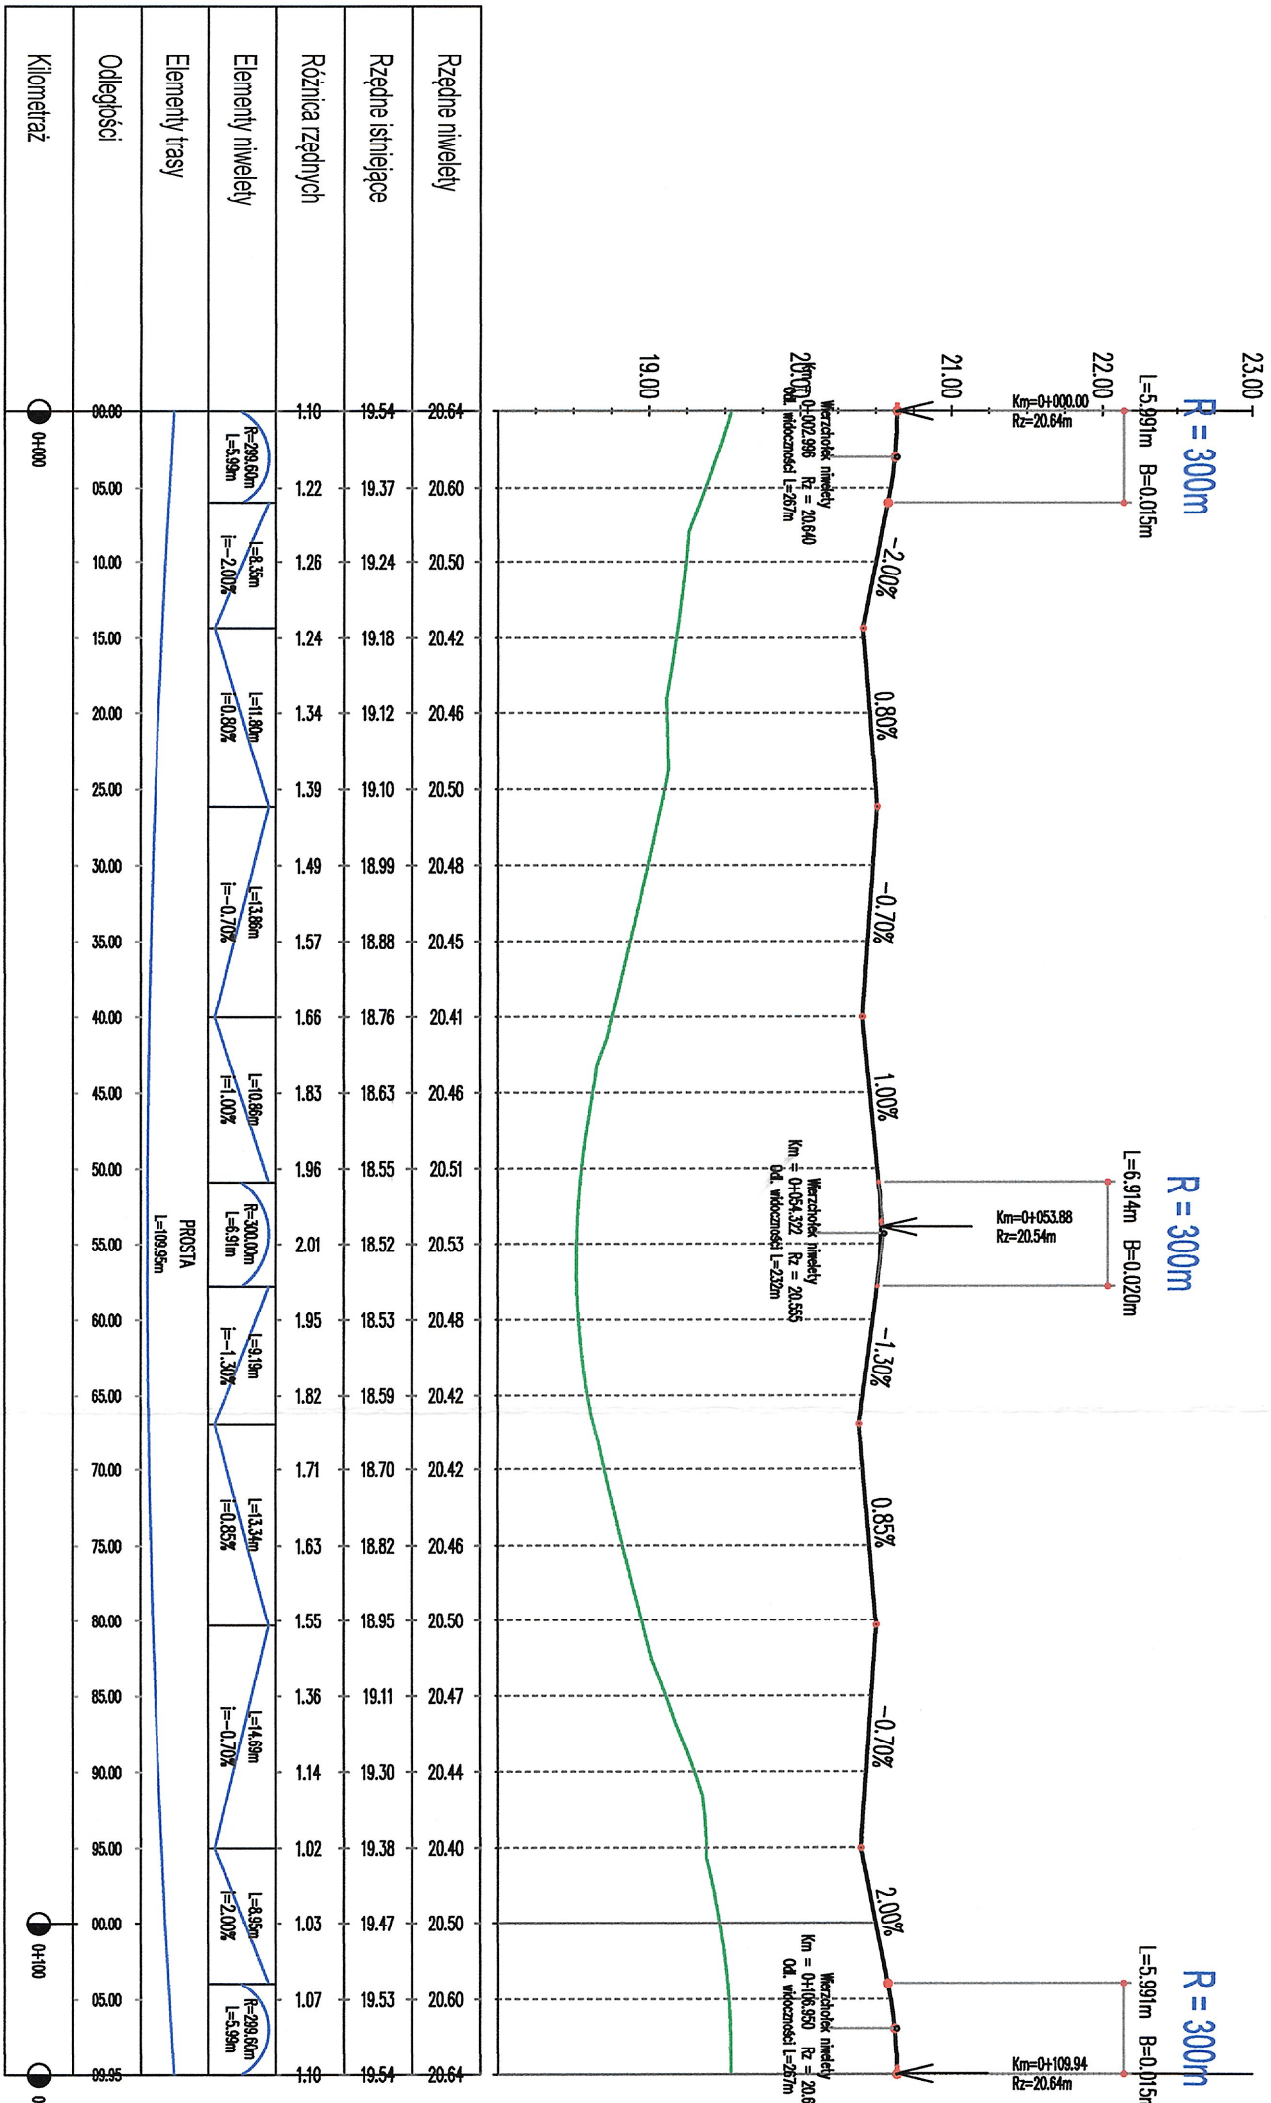 R = 300m
L=5.991m B=0.015m
Km=0+000.00
Rz=20.64m
R = 300m
L=6.914m B=0.020m
Km=0+053.88
Rz=20.54m
R = 300m
L=5.991m B=0.015m
Km=0+109.94
Rz=20.64m
23.00
22.00
21.00
20.00
19.00
-2.00%
0.80%
-0.70%
1.00%
-1.30%
0.85%
-0.70%
2.00%
Wierzchołek niwelety
Km = 0+002.996 Rz = 20.640
Odl. widoczności L=267m
Wierzchołek niwelety
Km = 0+054.322 Rz = 20.555
Odl. widoczności L=232m
Wierzchołek niwelety
Km = 0+106.950 Rz = 20.6
Odl. widoczności L=267m
Rzędne niwelety 20.64 20.60 20.50 20.42 20.46 20.50 20.48 20.45 20.41 20.46 20.51 20.53 20.48 20.42 20.42 20.46 20.50 20.47 20.44 20.40 20.50 20.60 20.64
Rzędne istniejące 19.54 19.37 19.24 19.18 19.12 19.10 18.99 18.88 18.76 18.63 18.55 18.52 18.53 18.59 18.70 18.82 18.95 19.11 19.30 19.38 19.47 19.53 19.54
Różnica rzędnych 1.10 1.22 1.26 1.24 1.34 1.39 1.49 1.57 1.66 1.83 1.96 2.01 1.95 1.82 1.71 1.63 1.55 1.36 1.14 1.02 1.03 1.07 1.10
Elementy niwelety
R=299.60m
L=5.99m
L=8.35m
i=-2.00%
L=11.80m
i=0.80%
L=13.86m
i=-0.70%
L=10.86m
i=1.00%
R=300.00m
L=6.91m
L=9.19m
i=-1.30%
L=13.34m
i=0.85%
L=14.69m
i=-0.70%
L=8.95m
i=2.00%
R=299.60m
L=5.99m
Elementy trasy
PROSTA
L=109.95m
Odległości 00.00 05.00 10.00 15.00 20.00 25.00 30.00 35.00 40.00 45.00 50.00 55.00 60.00 65.00 70.00 75.00 80.00 85.00 90.00 95.00 00.00 05.00 09.95
Kilometraż 0+000 0+100 0